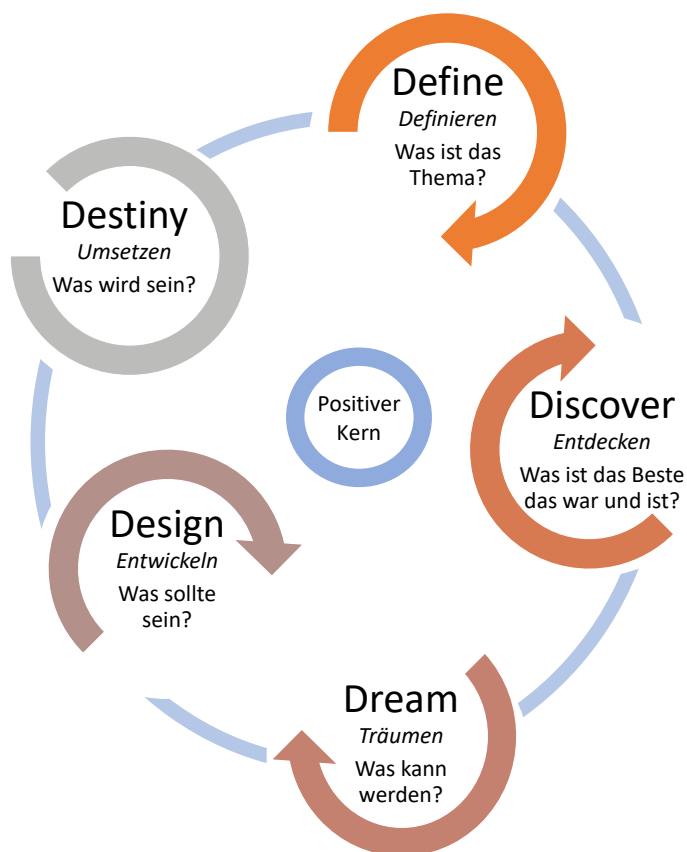 Define
Definieren
Was ist das
Thema?
Discover
Entdecken
Was ist das Beste
das war und ist?
Dream
Träumen
Was kann
werden?
Design
Entwickeln
Was sollte
sein?
Destiny
Umsetzen
Was wird sein?
Positiver
Kern